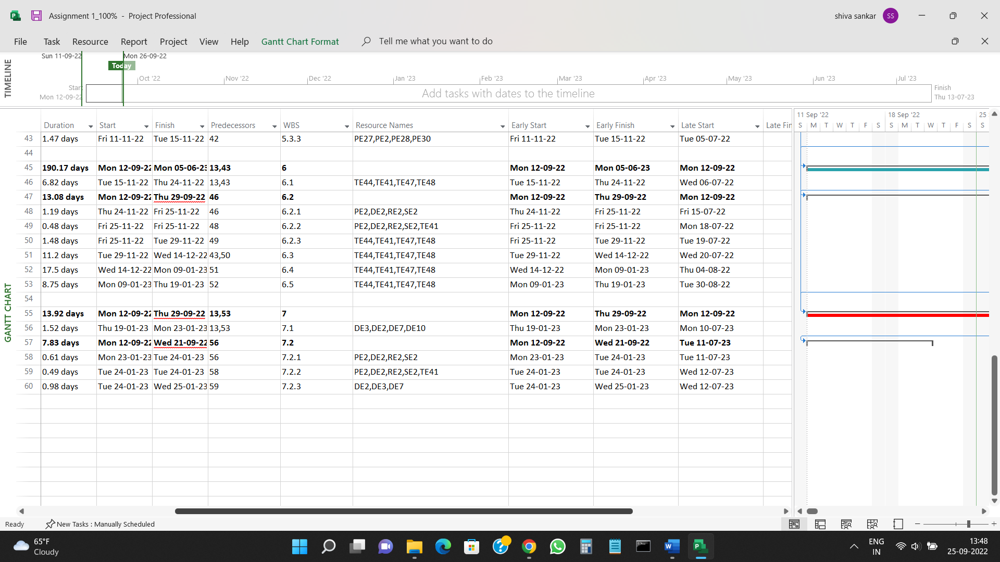 Assignment 1_100% - Project Professional
shiva sankar SS
File Task Resource Report Project View Help Gantt Chart Format Tell me what you want to do
TIMELINE
Sun 11-09-22 Mon 26-09-22
Today
Oct '22 Nov '22 Dec '22 Jan '23 Feb '23 Mar '23 Apr '23 May '23 Jun '23 Jul '23
Start
Mon 12-09-22
Add tasks with dates to the timeline
Finish
Thu 13-07-23
GANTT CHART
11 Sep '22 18 Sep '22 25
Duration Start Finish Predecessors WBS Resource Names Early Start Early Finish Late Start Late Fin S M T W T F S S M T W T F S S
43 1.47 days Fri 11-11-22 Tue 15-11-22 42 5.3.3 PE27,PE2,PE28,PE30 Fri 11-11-22 Tue 15-11-22 Tue 05-07-22
44
45 190.17 days Mon 12-09-22 Mon 05-06-23 13,43 6 Mon 12-09-22 Mon 05-06-23 Mon 12-09-22
46 6.82 days Tue 15-11-22 Thu 24-11-22 13,43 6.1 TE44,TE41,TE47,TE48 Tue 15-11-22 Thu 24-11-22 Wed 06-07-22
47 13.08 days Mon 12-09-22 Thu 29-09-22 46 6.2 Mon 12-09-22 Thu 29-09-22 Mon 12-09-22
48 1.19 days Thu 24-11-22 Fri 25-11-22 46 6.2.1 PE2,DE2,RE2,SE2 Thu 24-11-22 Fri 25-11-22 Fri 15-07-22
49 0.48 days Fri 25-11-22 Fri 25-11-22 48 6.2.2 PE2,DE2,RE2,SE2,TE41 Fri 25-11-22 Fri 25-11-22 Mon 18-07-22
50 1.48 days Fri 25-11-22 Tue 29-11-22 49 6.2.3 TE44,TE41,TE47,TE48 Fri 25-11-22 Tue 29-11-22 Tue 19-07-22
51 11.2 days Tue 29-11-22 Wed 14-12-22 43,50 6.3 TE44,TE41,TE47,TE48 Tue 29-11-22 Wed 14-12-22 Wed 20-07-22
52 17.5 days Wed 14-12-22 Mon 09-01-23 51 6.4 TE44,TE41,TE47,TE48 Wed 14-12-22 Mon 09-01-23 Thu 04-08-22
53 8.75 days Mon 09-01-23 Thu 19-01-23 52 6.5 TE44,TE41,TE47,TE48 Mon 09-01-23 Thu 19-01-23 Tue 30-08-22
54
55 13.92 days Mon 12-09-22 Thu 29-09-22 13,53 7 Mon 12-09-22 Thu 29-09-22 Mon 12-09-22
56 1.52 days Thu 19-01-23 Mon 23-01-23 13,53 7.1 DE3,DE2,DE7,DE10 Thu 19-01-23 Mon 23-01-23 Mon 10-07-23
57 7.83 days Mon 12-09-22 Wed 21-09-22 56 7.2 Mon 12-09-22 Wed 21-09-22 Tue 11-07-23
58 0.61 days Mon 23-01-23 Tue 24-01-23 56 7.2.1 PE2,DE2,RE2,SE2 Mon 23-01-23 Tue 24-01-23 Tue 11-07-23
59 0.49 days Tue 24-01-23 Tue 24-01-23 58 7.2.2 PE2,DE2,RE2,SE2,TE41 Tue 24-01-23 Tue 24-01-23 Wed 12-07-23
60 0.98 days Tue 24-01-23 Wed 25-01-23 59 7.2.3 DE2,DE3,DE7 Tue 24-01-23 Wed 25-01-23 Wed 12-07-23
Ready New Tasks : Manually Scheduled
65°F
Cloudy
ENG
IN
13:48
25-09-2022